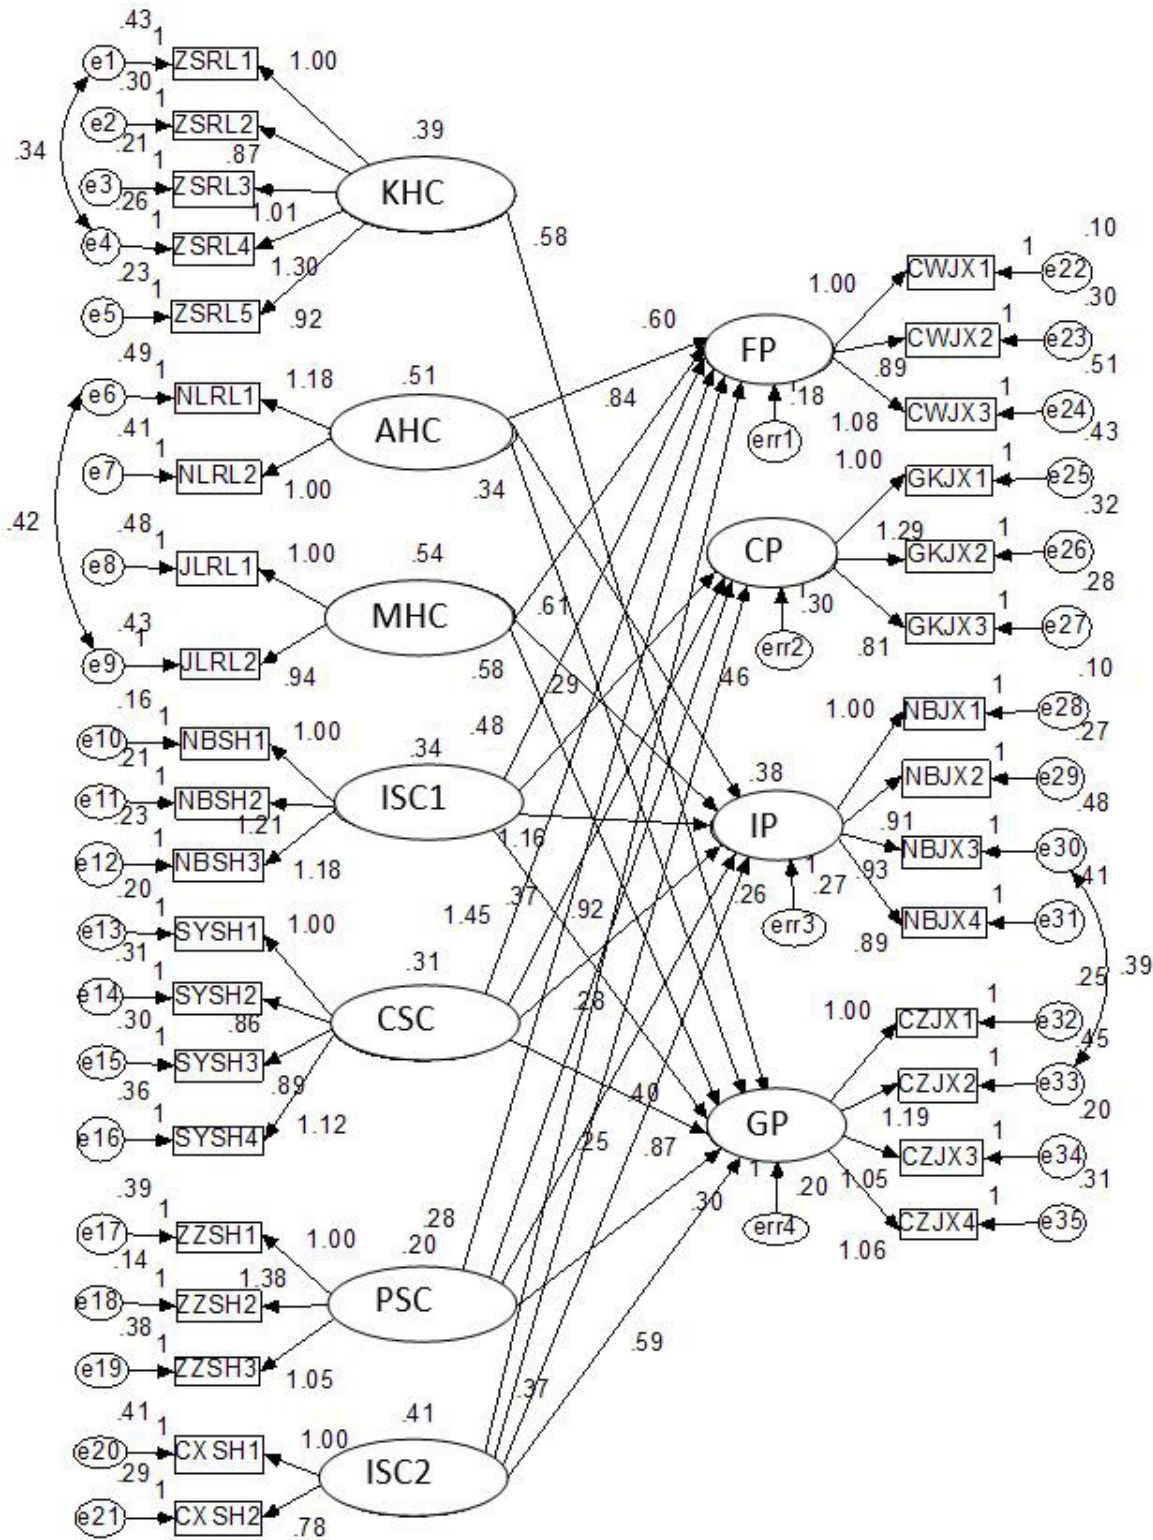 .43
e1 1 ZSRL1 1.00
.30
e2 1 ZSRL2
.21
.87
e3 1 ZSRL3
.26
1.01
e4 1 ZSRL4
.23
1.30
e5 1 ZSRL5
.92
.34
.39
KHC
.58
.49
e6 1 NLRL1 1.18
.41
e7 1 NLRL2 1.00
.51
AHC
.60
.84
.34
.42
.48
e8 1 JLRL1 1.00
.43
e9 1 JLRL2 .94
.54
MHC
.61
.58
.29
.46
.16
e10 1 NBSH1 1.00
.21
e11 1 NBSH2 1.21
.23
e12 1 NBSH3 1.18
.34
ISC1
.48
1.16
.37
.20
e13 1 SYSH1 1.00
.31
e14 1 SYSH2 .86
.30
e15 1 SYSH3 .89
.36
e16 1 SYSH4 1.12
.31
CSC
1.45
.92
.26
.28
.40
.39
e17 1 ZZSH1 1.00
.14
e18 1 ZZSH2 1.38
.38
e19 1 ZZSH3 1.05
.28
.20
PSC
.25
.87
.30
.41
e20 1 CXSH1 1.00
.29
e21 1 CXSH2 .78
.41
ISC2
.37
.59
FP
1
.18
err1
1.00 CWJX1 1 e22 .10
.89 CWJX2 1 e23 .30
1.08 CWJX3 1 e24 .51
CP
1
.30
err2
1.00 GKJX1 1 e25 .43
1.29 GKJX2 1 e26 .32
.81 GKJX3 1 e27 .28
.38
IP
1
.27
err3
1.00 NBJX1 1 e28 .10
.91 NBJX2 1 e29 .27
.93 NBJX3 1 e30 .48
.89 NBJX4 1 e31 .41
.39
GP
1
.20
err4
1.00 CZJX1 1 e32 .25
1.19 CZJX2 1 e33 .45
1.05 CZJX3 1 e34 .20
1.06 CZJX4 1 e35 .31